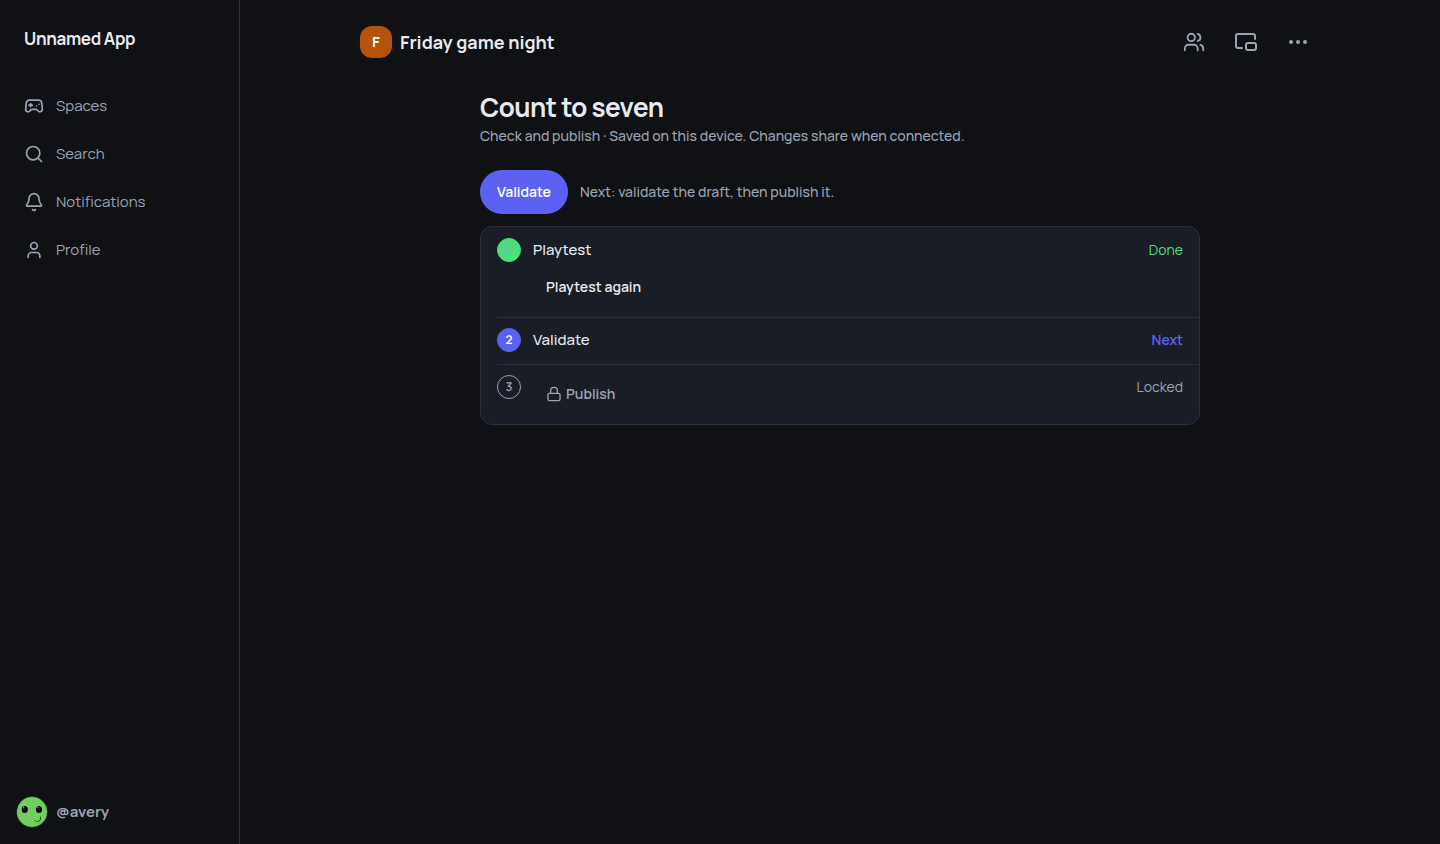 Unnamed App
Spaces
Search
Notifications
Profile
@avery
F Friday game night
Count to seven
Check and publish · Saved on this device. Changes share when connected.
Validate Next: validate the draft, then publish it.
Playtest Done
Playtest again
2 Validate Next
3 Publish Locked